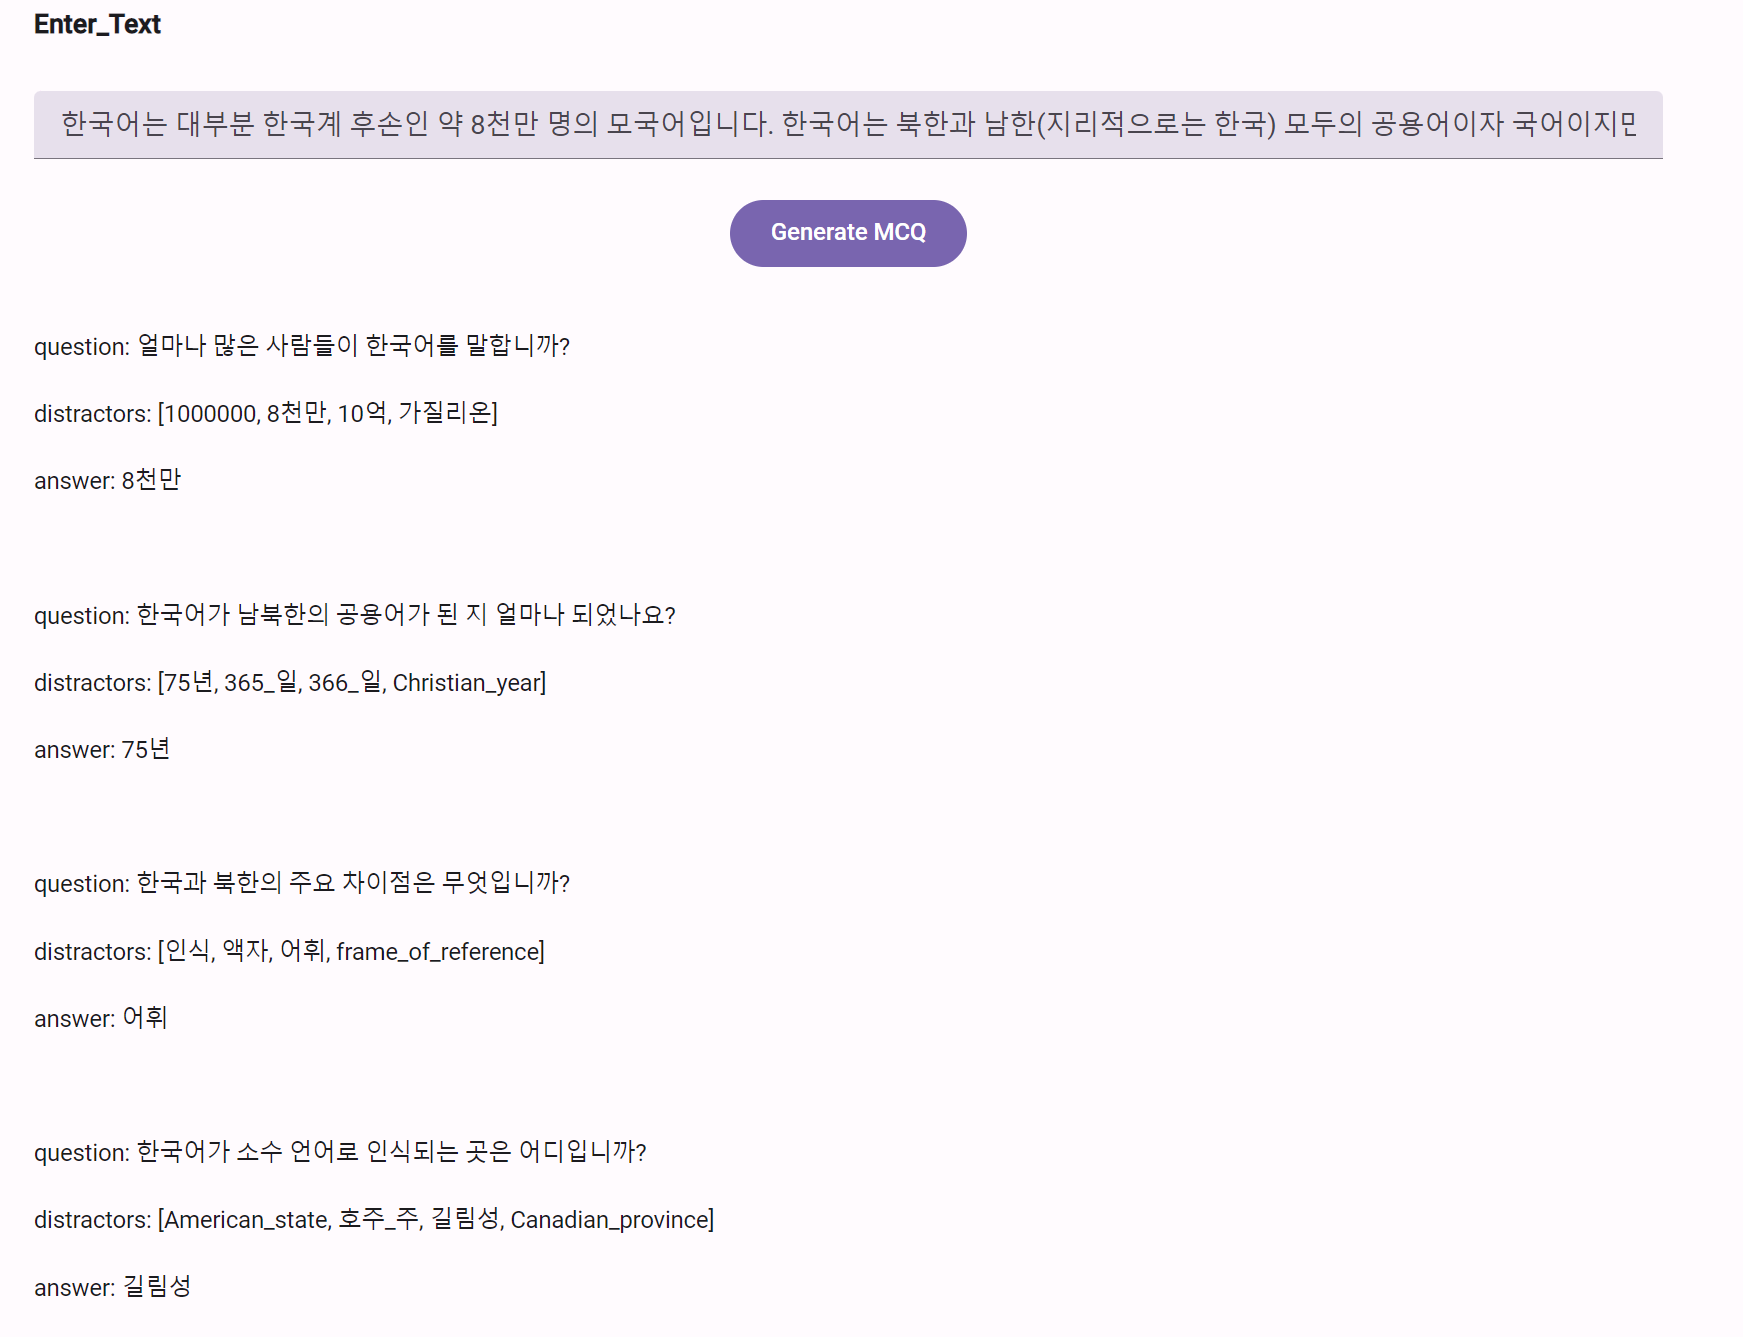 Enter_Text
한국어는 대부분 한국계 후손인 약 8천만 명의 모국어입니다. 한국어는 북한과 남한(지리적으로는 한국) 모두의 공용어이자 국어이지만
Generate MCQ
question: 얼마나 많은 사람들이 한국어를 말합니까?
distractors: [1000000, 8천만, 10억, 가질리온]
answer: 8천만
question: 한국어가 남북한의 공용어가 된 지 얼마나 되었나요?
distractors: [75년, 365_일, 366_일, Christian_year]
answer: 75년
question: 한국과 북한의 주요 차이점은 무엇입니까?
distractors: [인식, 액자, 어휘, frame_of_reference]
answer: 어휘
question: 한국어가 소수 언어로 인식되는 곳은 어디입니까?
distractors: [American_state, 호주_주, 길림성, Canadian_province]
answer: 길림성